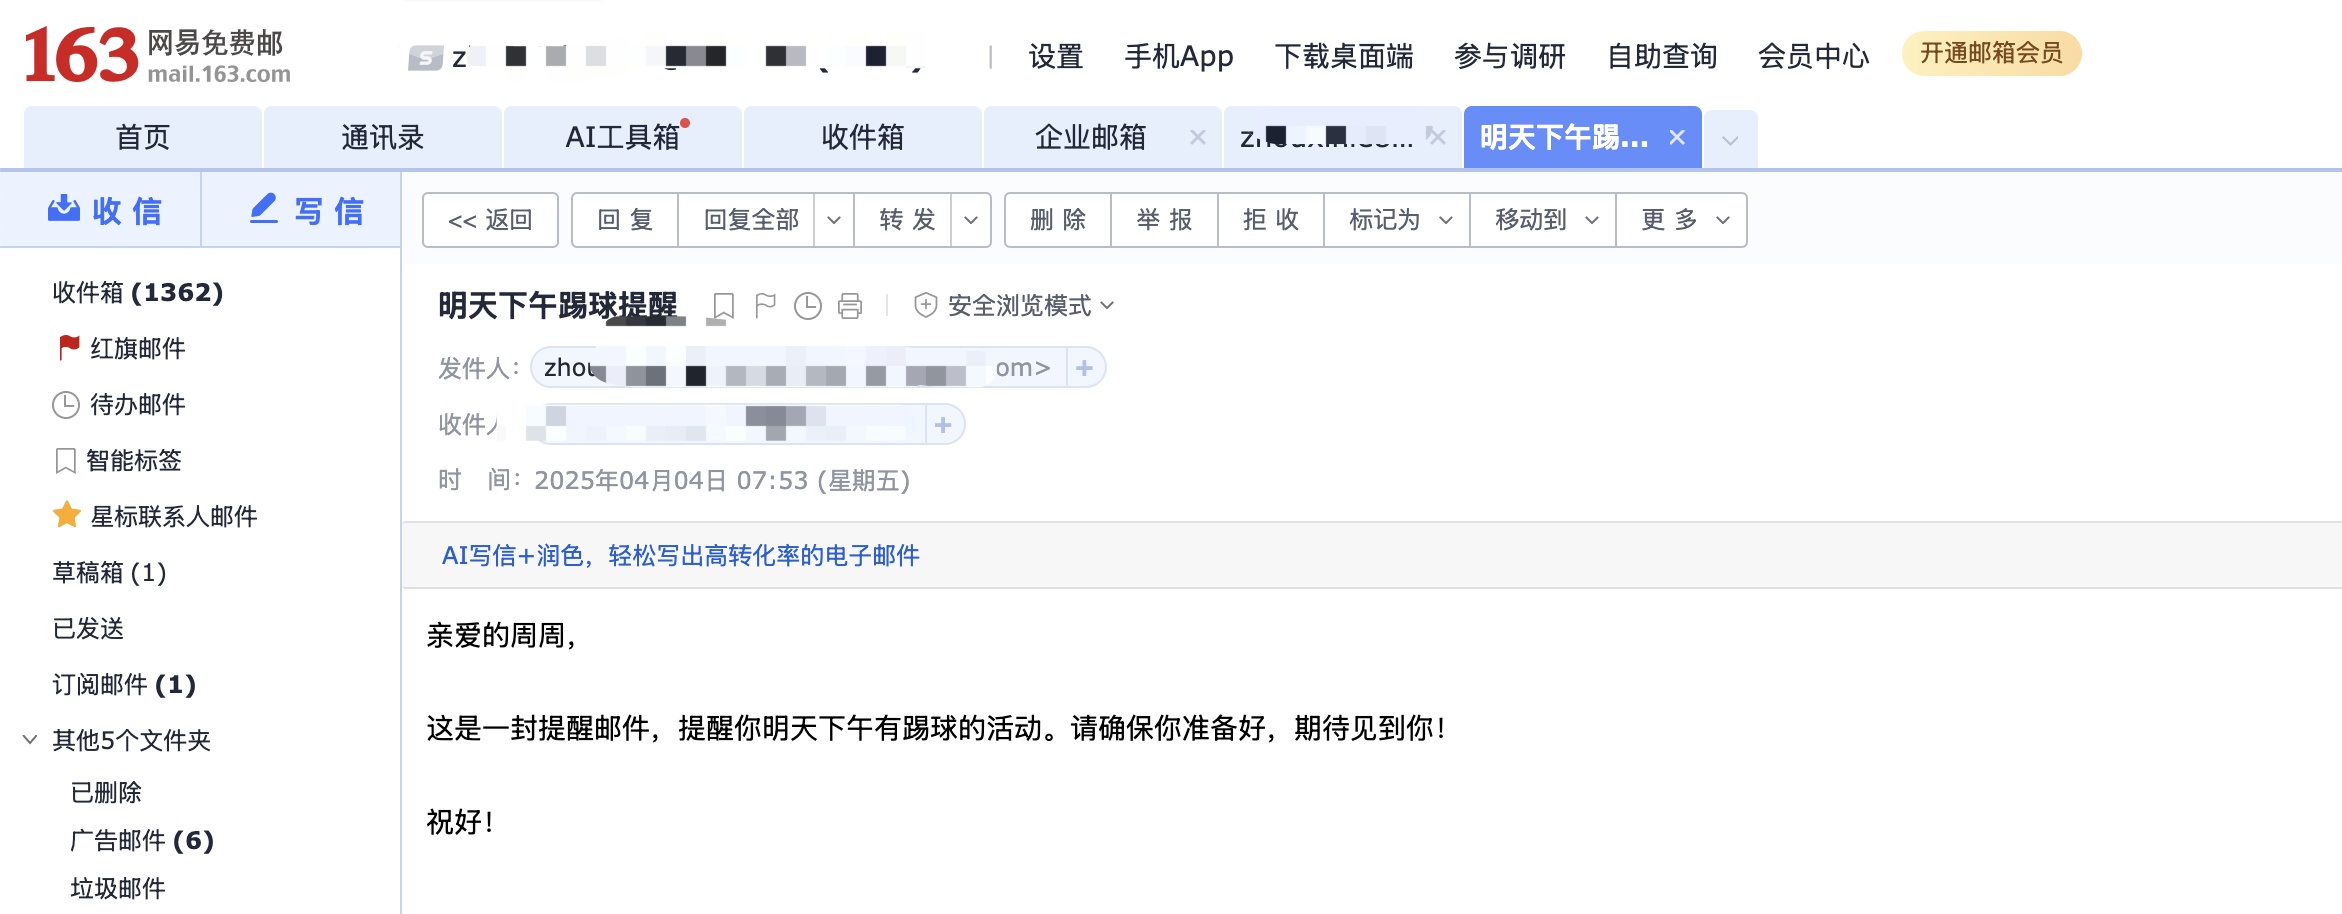 163 网易免费邮
mail.163.com
设置 手机App 下载桌面端 参与调研 自助查询 会员中心 开通邮箱会员
首页 通讯录 AI工具箱 收件箱 企业邮箱 明天下午踢...
收 信 写 信
<< 返回 回 复 回复全部 转 发 删 除 举 报 拒 收 标记为 移动到 更 多
收件箱 (1362)
红旗邮件
待办邮件
智能标签
星标联系人邮件
草稿箱 (1)
已发送
订阅邮件 (1)
其他5个文件夹
已删除
广告邮件 (6)
垃圾邮件
明天下午踢球提醒 安全浏览模式
发件人: zhou om>
收件人
时 间: 2025年04月04日 07:53 (星期五)
AI写信+润色，轻松写出高转化率的电子邮件
亲爱的周周，
这是一封提醒邮件，提醒你明天下午有踢球的活动。请确保你准备好，期待见到你！
祝好！